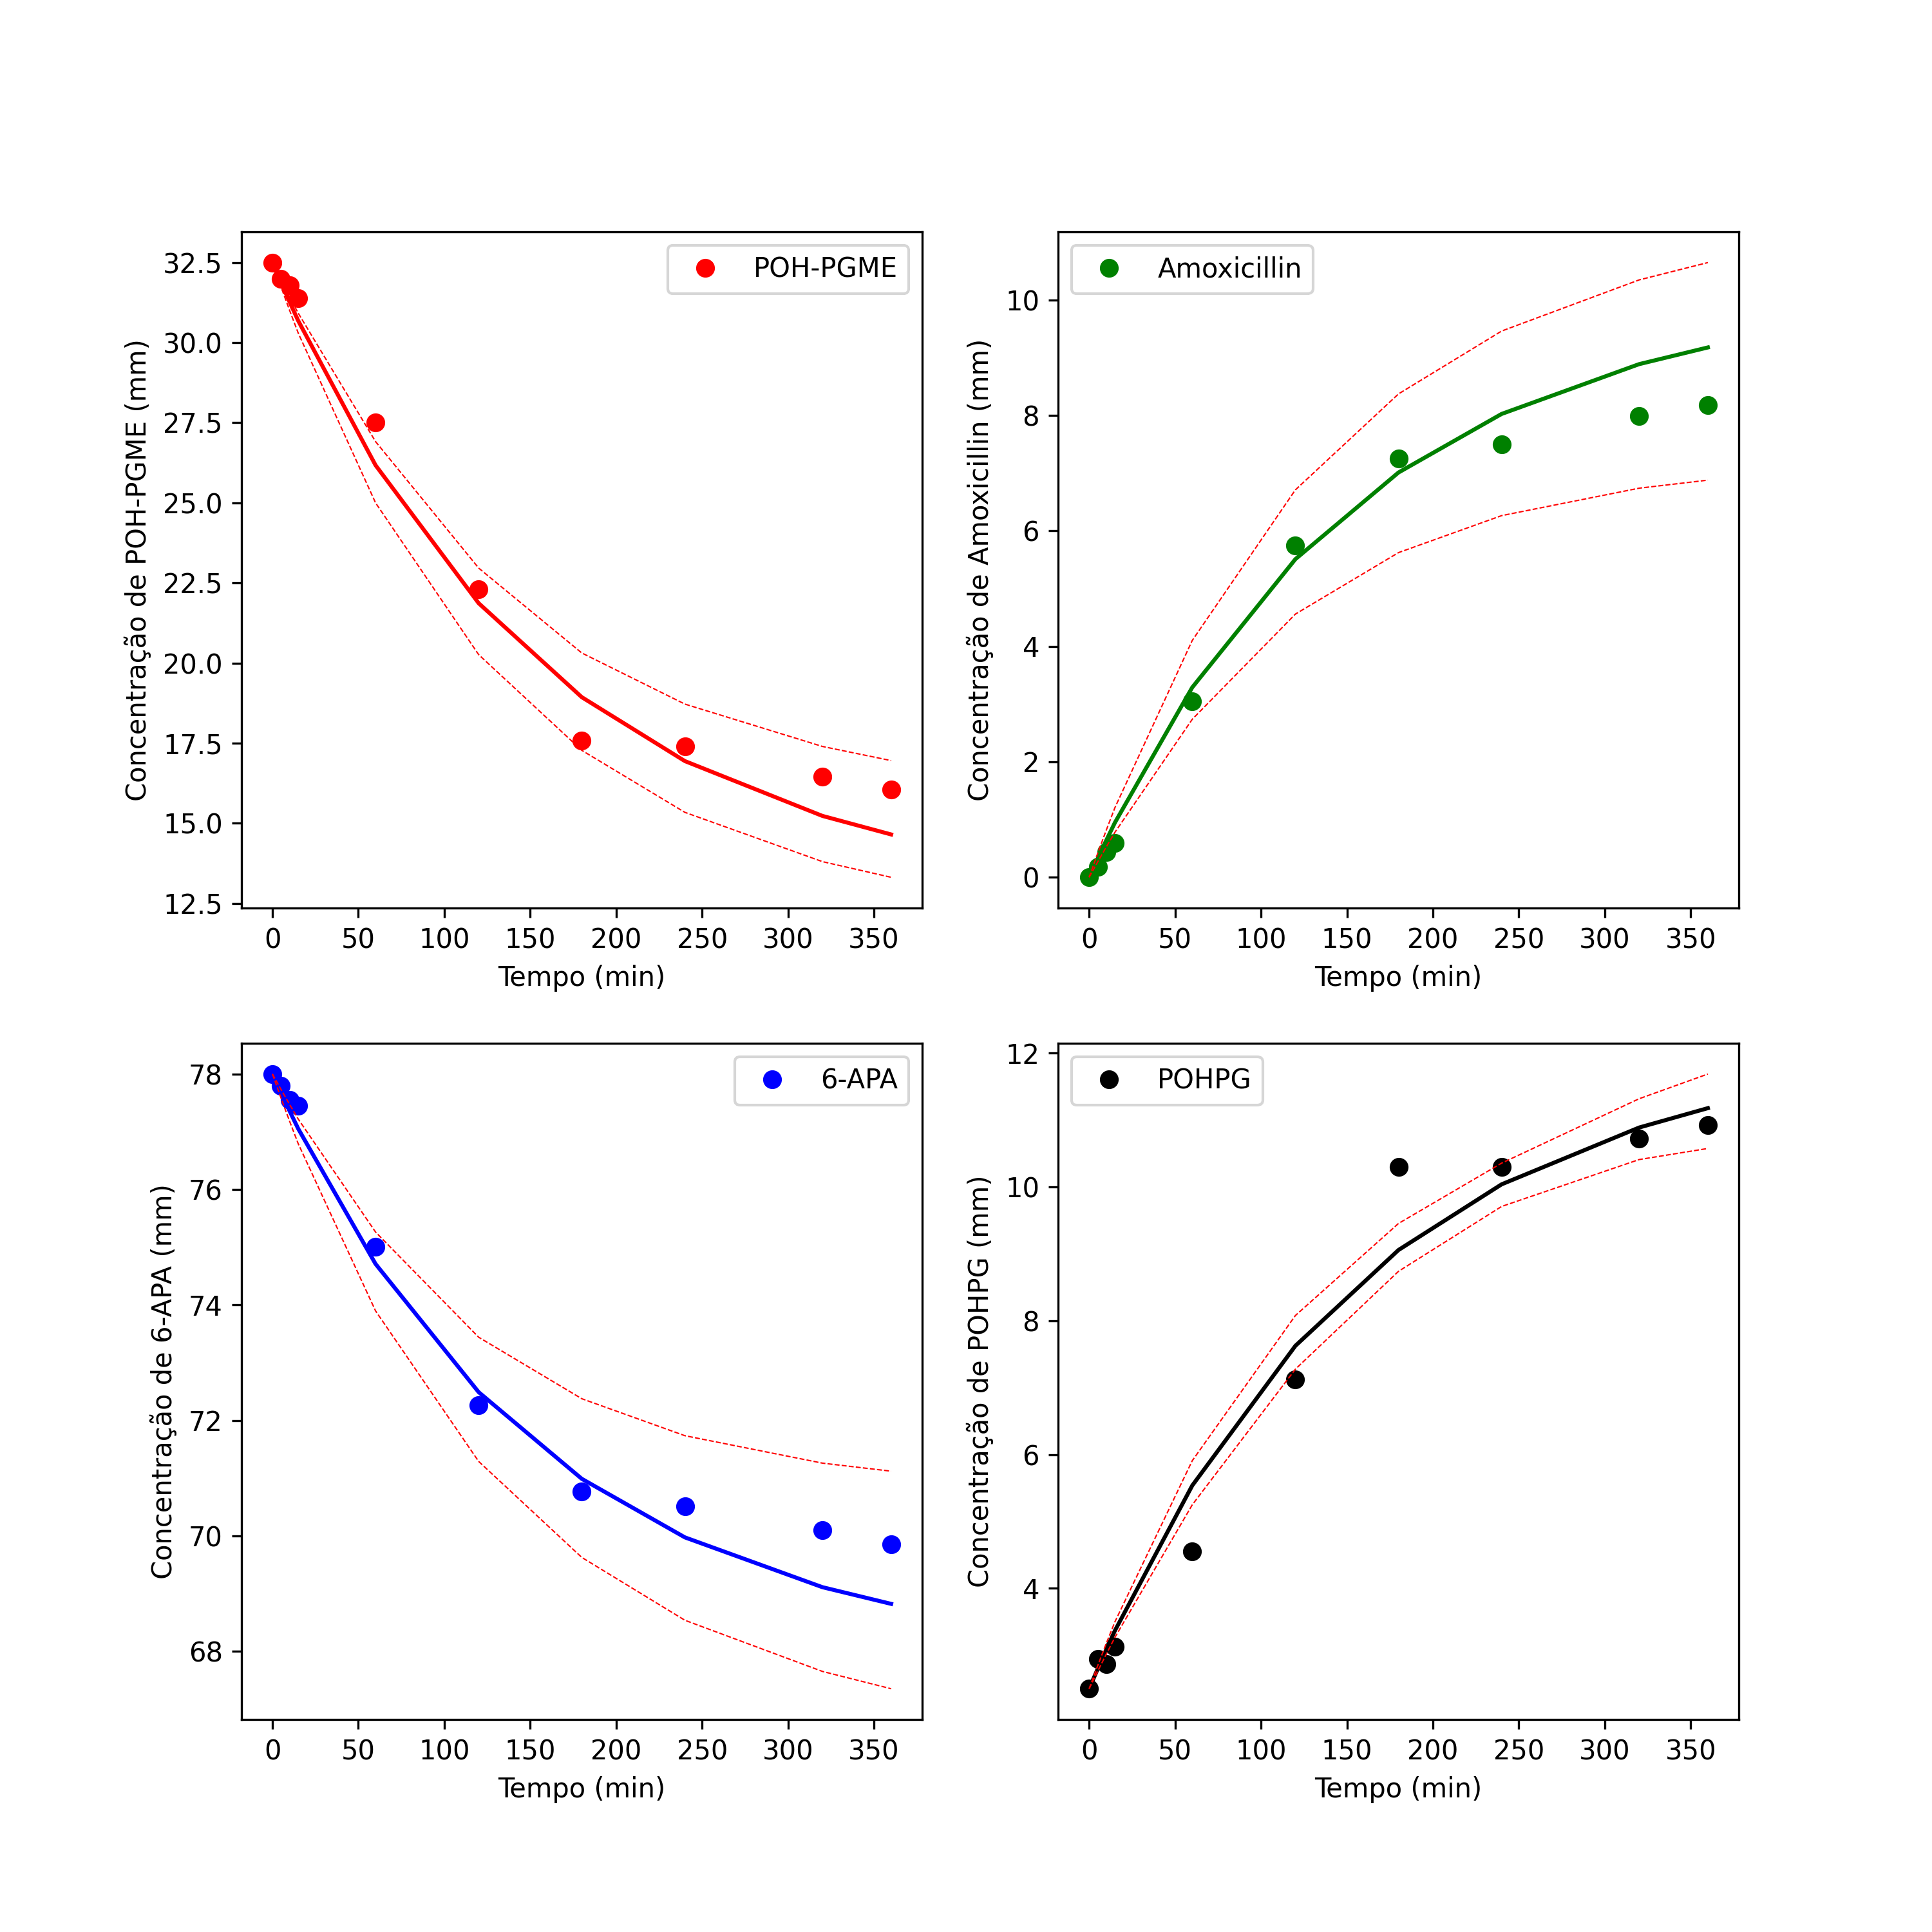 POH-PGME
Concentração de POH-PGME (mm)
32.5
30.0
27.5
25.0
22.5
20.0
17.5
15.0
12.5
0 50 100 150 200 250 300 350
Tempo (min)
Amoxicillin
Concentração de Amoxicillin (mm)
10
8
6
4
2
0
0 50 100 150 200 250 300 350
Tempo (min)
6-APA
Concentração de 6-APA (mm)
78
76
74
72
70
68
0 50 100 150 200 250 300 350
Tempo (min)
POHPG
Concentração de POHPG (mm)
12
10
8
6
4
0 50 100 150 200 250 300 350
Tempo (min)